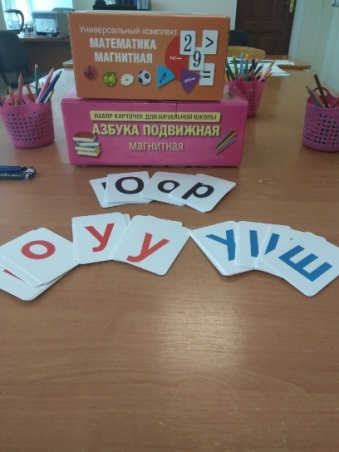 Универсальный комплект
МАТЕМАТИКА
МАГНИТНАЯ
2 >
9 =
НАБОР КАРТОЧЕК ДЛЯ НАЧАЛЬНОЙ ШКОЛЫ
АЗБУКА ПОДВИЖНАЯ
МАГНИТНАЯ
О а р
о у у
Ш